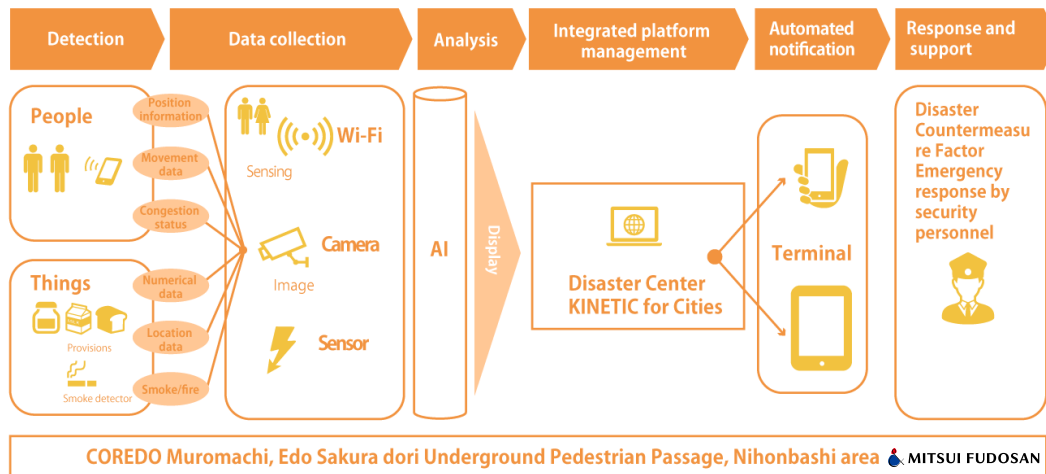 Detection
Data collection
Analysis
Integrated platform
management
Automated
notification
Response and
support
People
Position
information
Movement
data
Congestion
status
Things
Provisions
Smoke detector
Numerical
data
Location
data
Smoke/fire
Wi-Fi
Sensing
Camera
Image
Sensor
AI
Display
Disaster Center
KINETIC for Cities
Terminal
Disaster
Countermeasu
re Factor
Emergency
response by
security
personnel
COREDO Muromachi, Edo Sakura dori Underground Pedestrian Passage, Nihonbashi area
MITSUI FUDOSAN